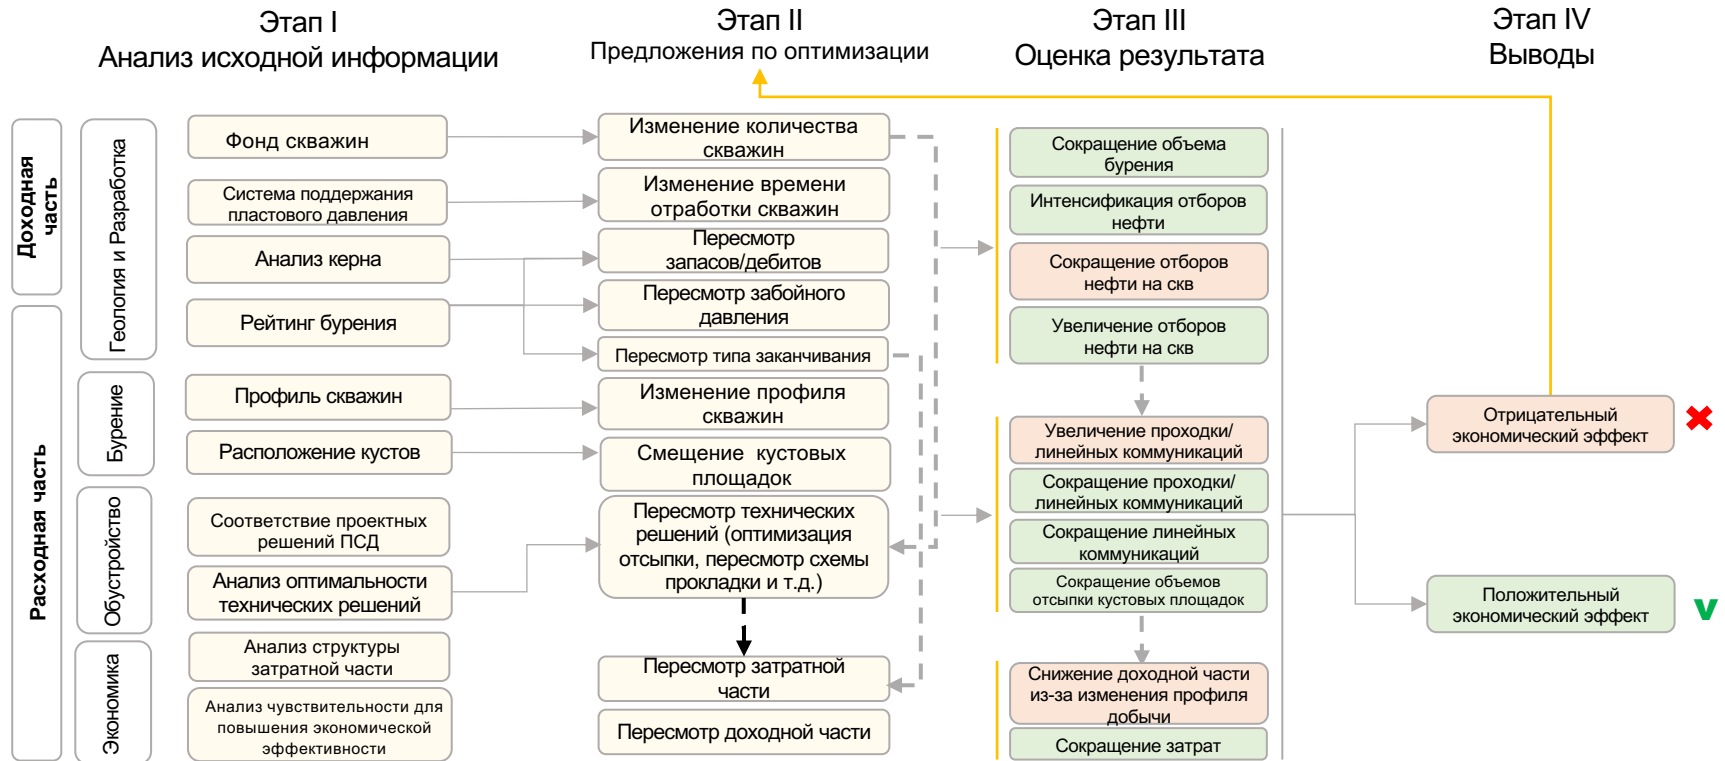 Этап I
Анализ исходной информации
Этап II
Предложения по оптимизации
Этап III
Оценка результата
Этап IV
Выводы
Доходная
часть
Расходная часть
Геология и Разработка
Бурение
Обустройство
Экономика
Фонд скважин
Система поддержания
пластового давления
Анализ керна
Рейтинг бурения
Профиль скважин
Расположение кустов
Соответствие проектных
решений ПСД
Анализ оптимальности
технических решений
Анализ структуры
затратной части
Анализ чувствительности для
повышения экономической
эффективности
Изменение количества
скважин
Изменение времени
отработки скважин
Пересмотр
запасов/дебитов
Пересмотр забойного
давления
Пересмотр типа заканчивания
Изменение профиля
скважин
Смещение кустовых
площадок
Пересмотр технических
решений (оптимизация
отсыпки, пересмотр схемы
прокладки и т.д.)
Пересмотр затратной
части
Пересмотр доходной части
Сокращение объема
бурения
Интенсификация отборов
нефти
Сокращение отборов
нефти на скв
Увеличение отборов
нефти на скв
Увеличение проходки/
линейных коммуникаций
Сокращение проходки/
линейных коммуникаций
Сокращение линейных
коммуникаций
Сокращение объемов
отсыпки кустовых площадок
Снижение доходной части
из-за изменения профиля
добычи
Сокращение затрат
Отрицательный
экономический эффект
Положительный
экономический эффект
v